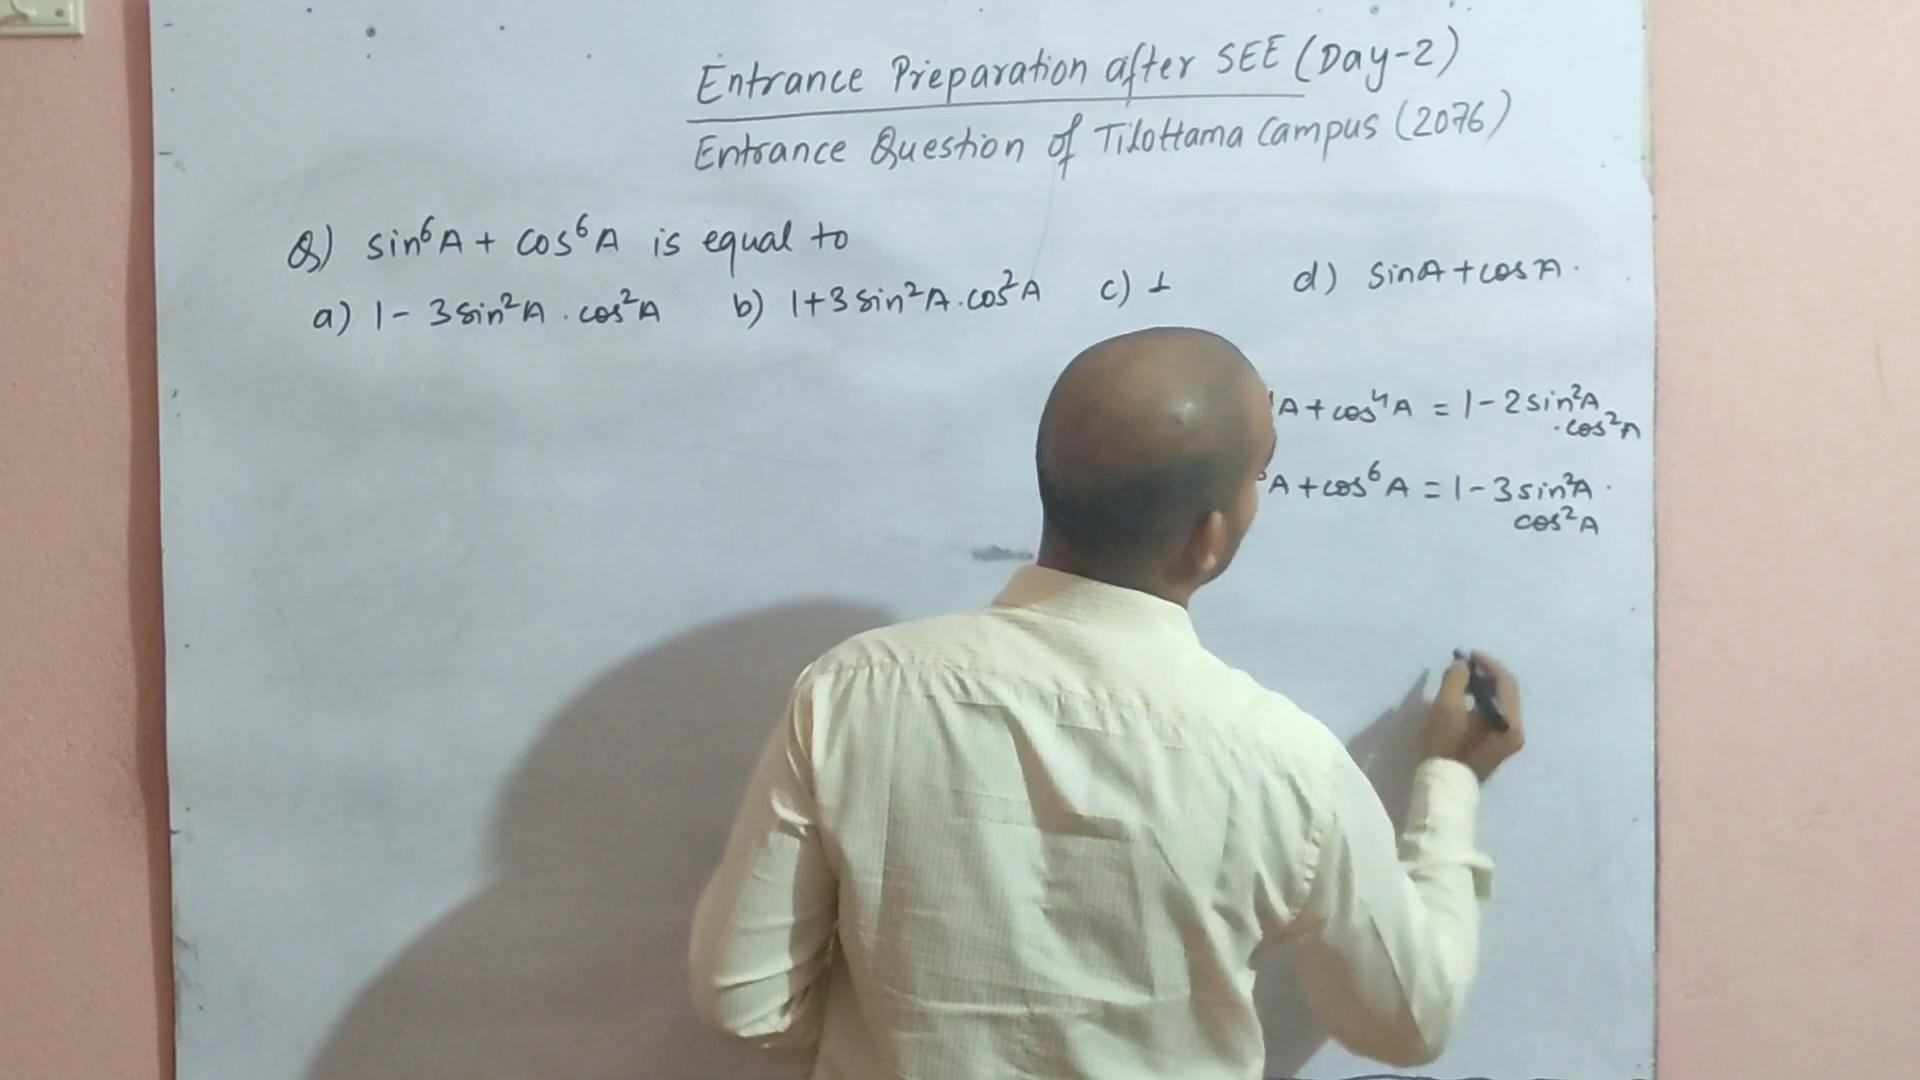 Entrance Preparation after SEE (Day-2)
Entrance Question of Tilottama Campus (2076)
Q) sin⁶A + cos⁶A is equal to
a) 1 - 3sin²A . cos²A b) 1+3sin²A.cos²A c) 1 d) sinA+cosA.
A+cos⁴A = 1-2sin²A
.cos²A
A+cos⁶A = 1-3sin²A.
cos²A